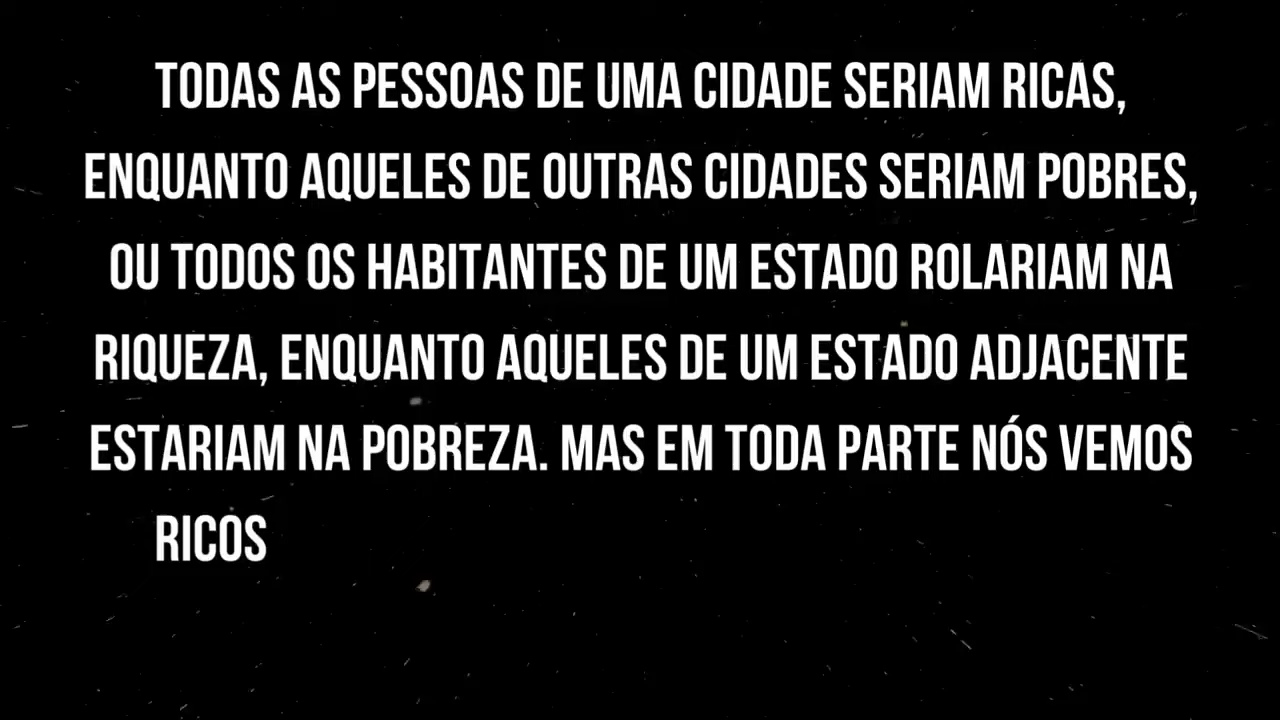 TODAS AS PESSOAS DE UMA CIDADE SERIAM RICAS,
ENQUANTO AQUELES DE OUTRAS CIDADES SERIAM POBRES,
OU TODOS OS HABITANTES DE UM ESTADO ROLARIAM NA
RIQUEZA, ENQUANTO AQUELES DE UM ESTADO ADJACENTE
ESTARIAM NA POBREZA. MAS EM TODA PARTE NÓS VEMOS
RICOS